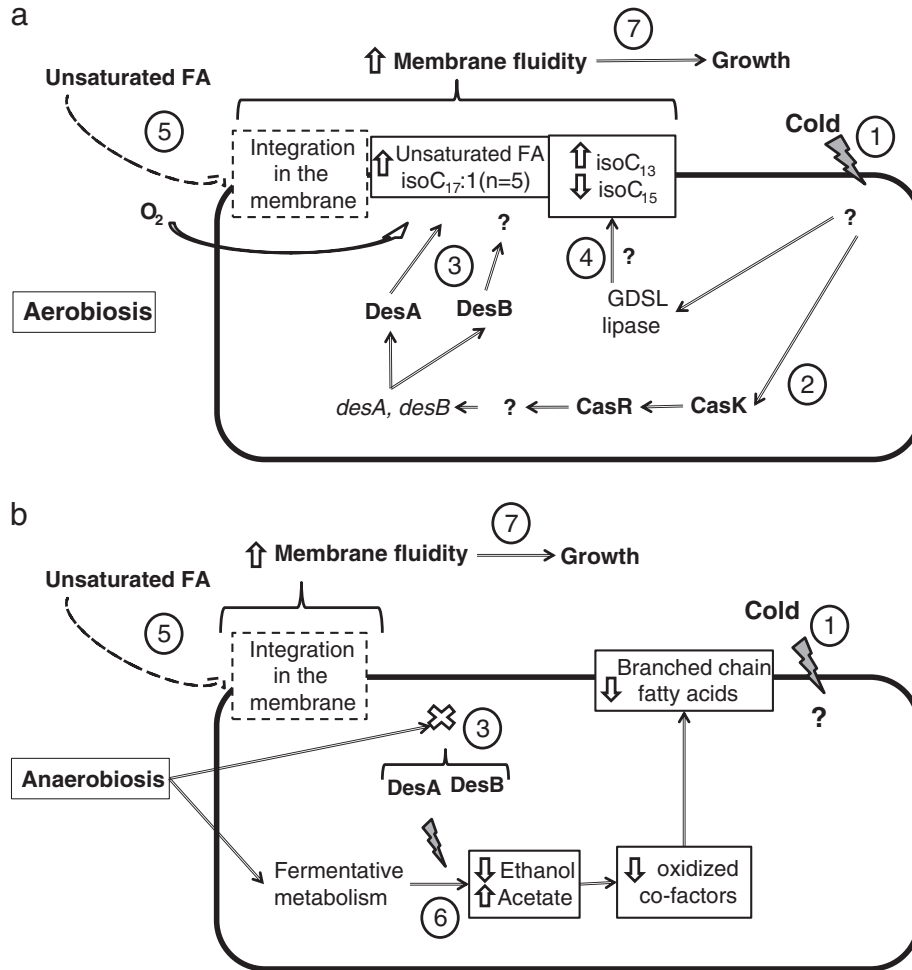 a
7
Membrane fluidity
Growth
Unsaturated FA
5
Cold
1
Integration
in the
membrane
Unsaturated FA
isoC17:1(n=5)
isoC13
isoC15
O2
?
?
3
4
?
DesA
DesB
GDSL
lipase
Aerobiosis
2
desA, desB
?
CasR
CasK
b
7
Membrane fluidity
Growth
Unsaturated FA
5
Cold
1
Integration
in the
membrane
Branched chain
fatty acids
?
3
Anaerobiosis
DesA DesB
Fermentative
metabolism
Ethanol
Acetate
oxidized
co-factors
6